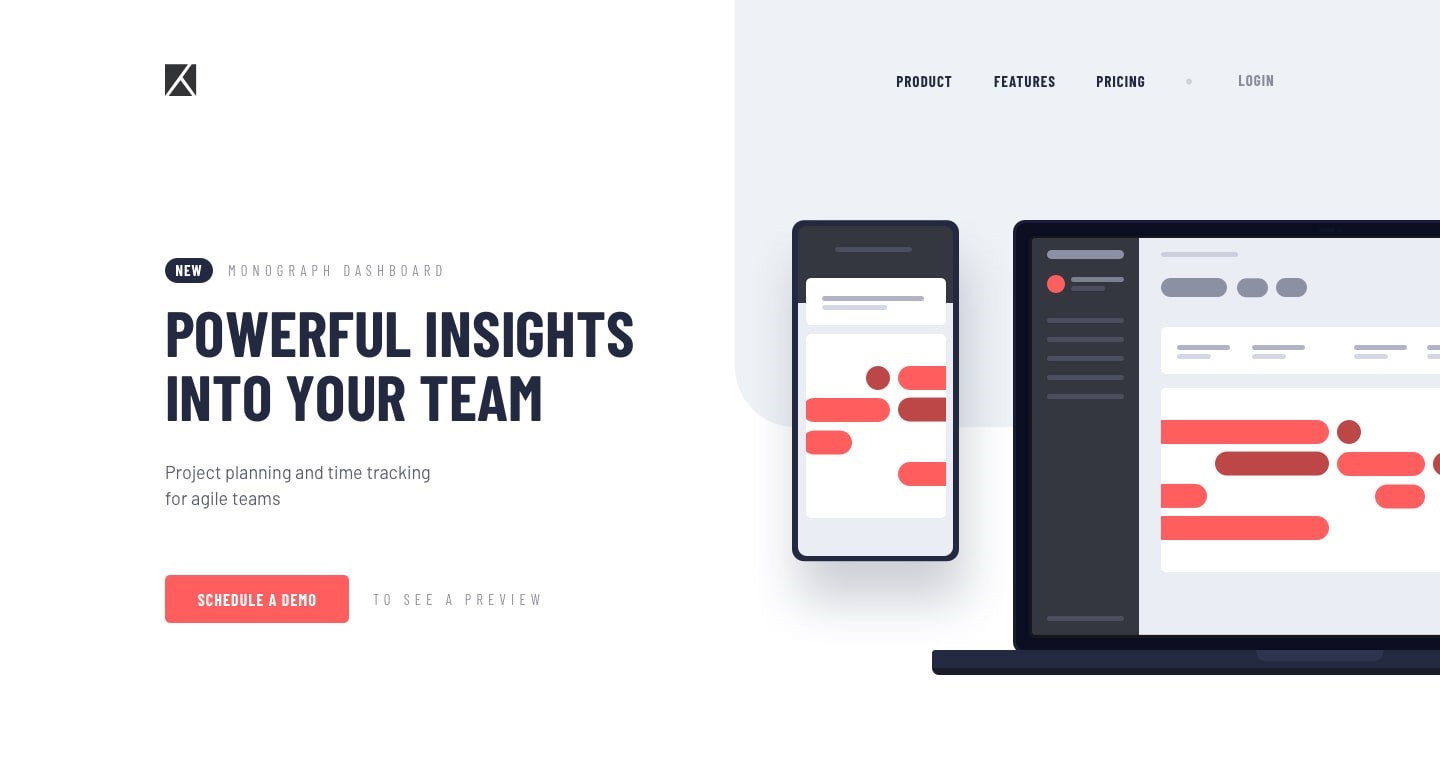 PRODUCT FEATURES PRICING LOGIN
NEW MONOGRAPH DASHBOARD
POWERFUL INSIGHTS
INTO YOUR TEAM
Project planning and time tracking
for agile teams
SCHEDULE A DEMO TO SEE A PREVIEW